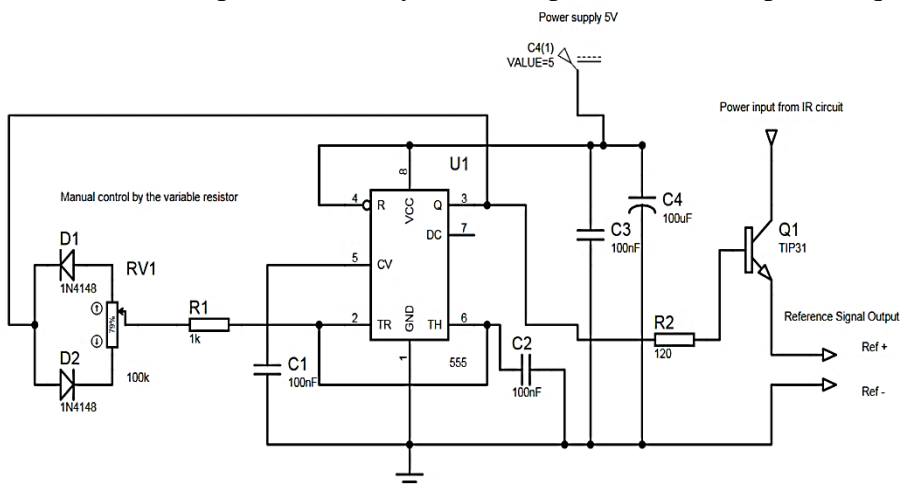 Power supply 5V
C4(1)
VALUE=5
Power input from IR circuit
Manual control by the variable resistor
U1
8
VCC
4
R
Q
3
DC
7
5
CV
2
TR
GND
TH
6
1
555
D1
1N4148
RV1
79%
D2
1N4148
100k
R1
1k
C1
100nF
C2
100nF
C3
100nF
C4
100uF
R2
120
Q1
TIP31
Reference Signal Output
Ref +
Ref -